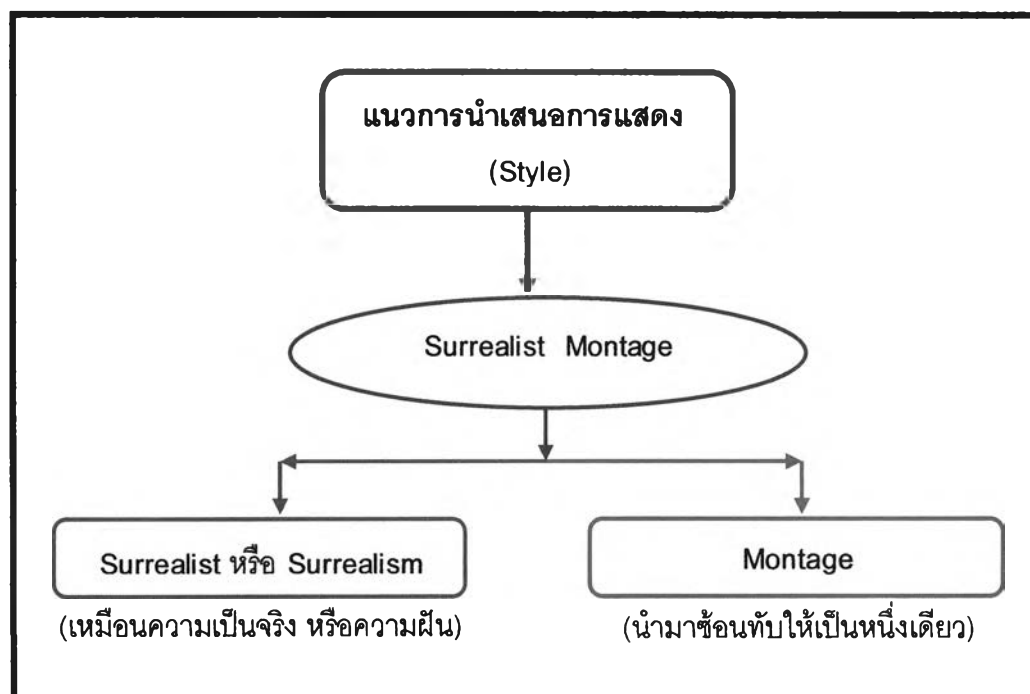 แนวการนำเสนอการแสดง
(Style)
Surrealist Montage
Surrealist หรือ Surrealism
(เหมือนความเป็นจริง หรือความฝัน)
Montage
(นำมาซ้อนทับให้เป็นหนึ่งเดียว)